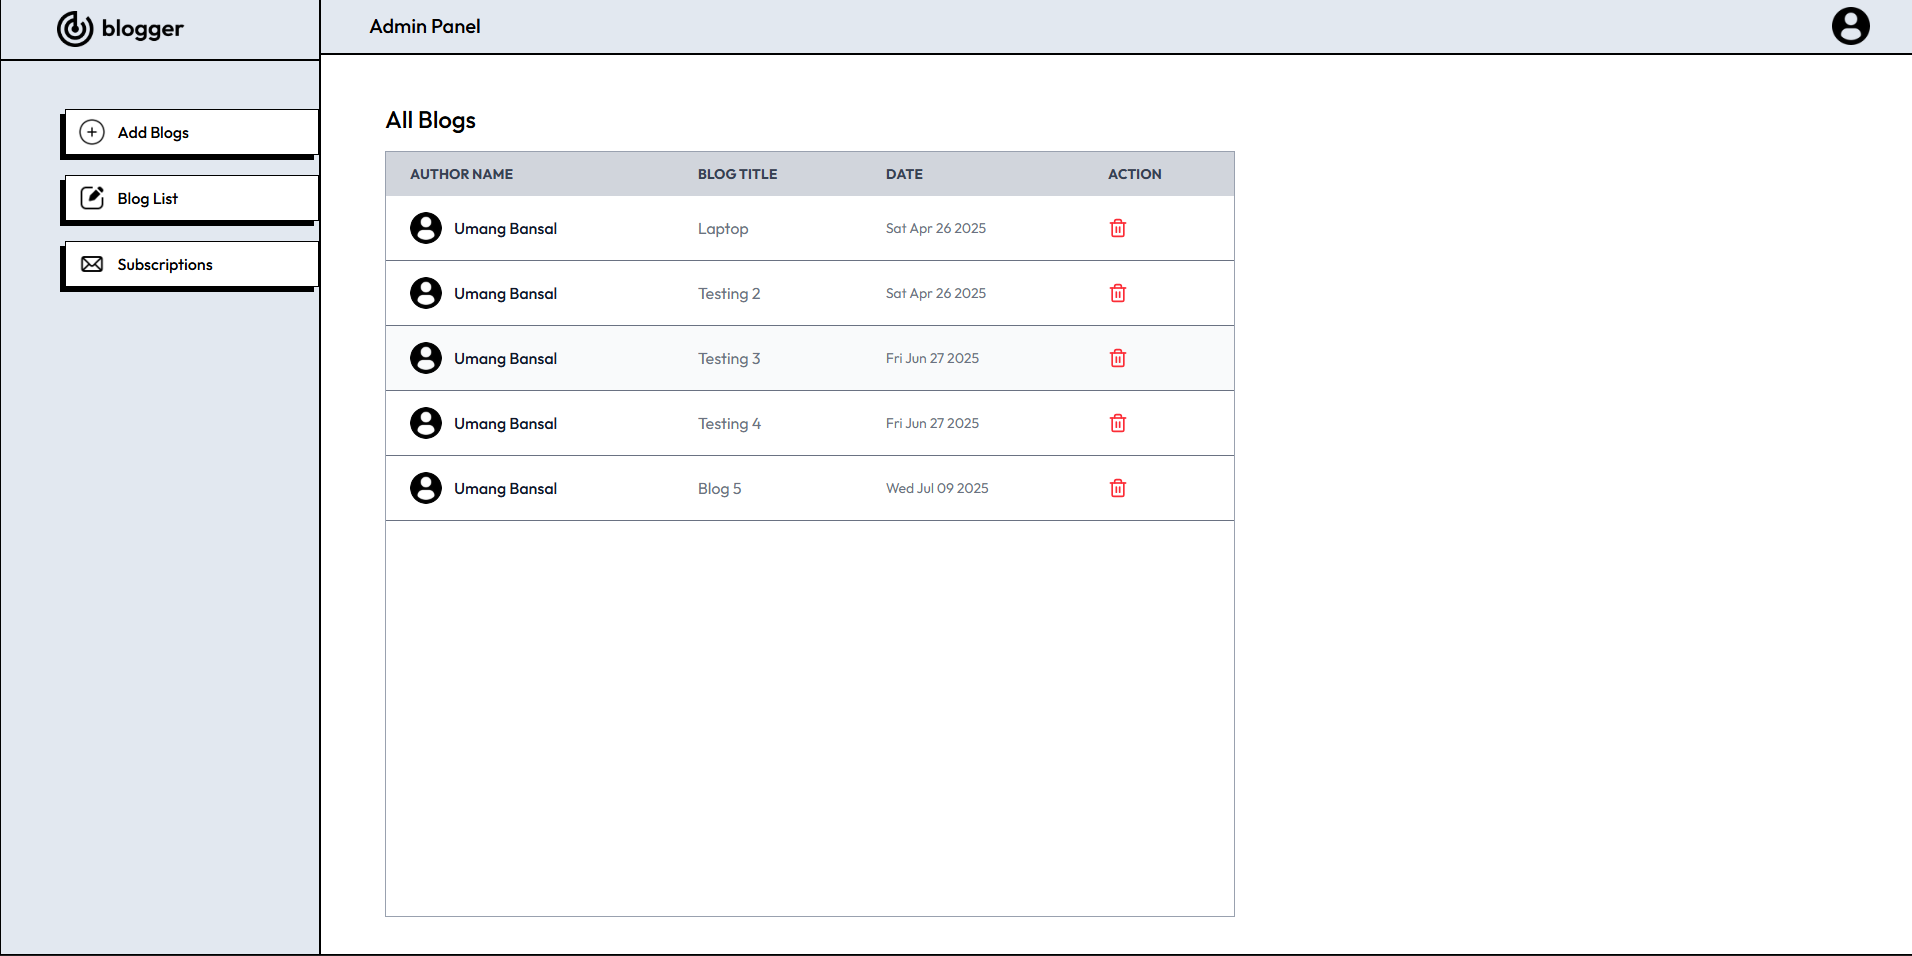 blogger
Admin Panel
Add Blogs
Blog List
Subscriptions
All Blogs
AUTHOR NAME BLOG TITLE DATE ACTION
Umang Bansal Laptop Sat Apr 26 2025
Umang Bansal Testing 2 Sat Apr 26 2025
Umang Bansal Testing 3 Fri Jun 27 2025
Umang Bansal Testing 4 Fri Jun 27 2025
Umang Bansal Blog 5 Wed Jul 09 2025